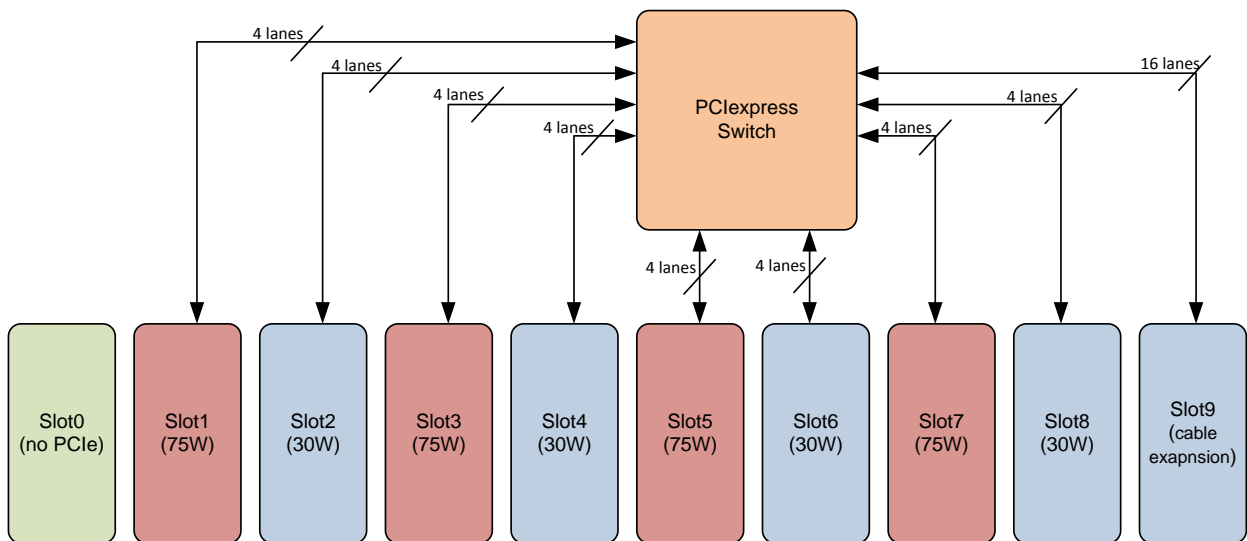 4 lanes
4 lanes
4 lanes
4 lanes
PCIexpress
Switch
16 lanes
4 lanes
4 lanes
4 lanes
4 lanes
Slot0
(no PCIe)
Slot1
(75W)
Slot2
(30W)
Slot3
(75W)
Slot4
(30W)
Slot5
(75W)
Slot6
(30W)
Slot7
(75W)
Slot8
(30W)
Slot9
(cable
exapnsion)